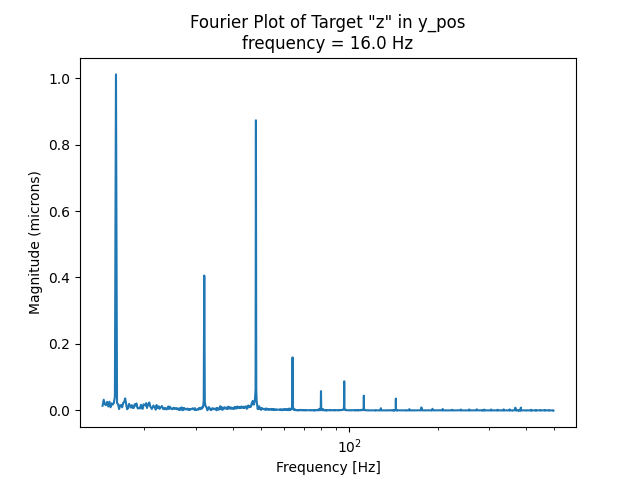 Fourier Plot of Target "z" in y_pos
frequency = 16.0 Hz
1.0
0.8
0.6
0.4
0.2
0.0
Magnitude (microns)
10²
Frequency [Hz]